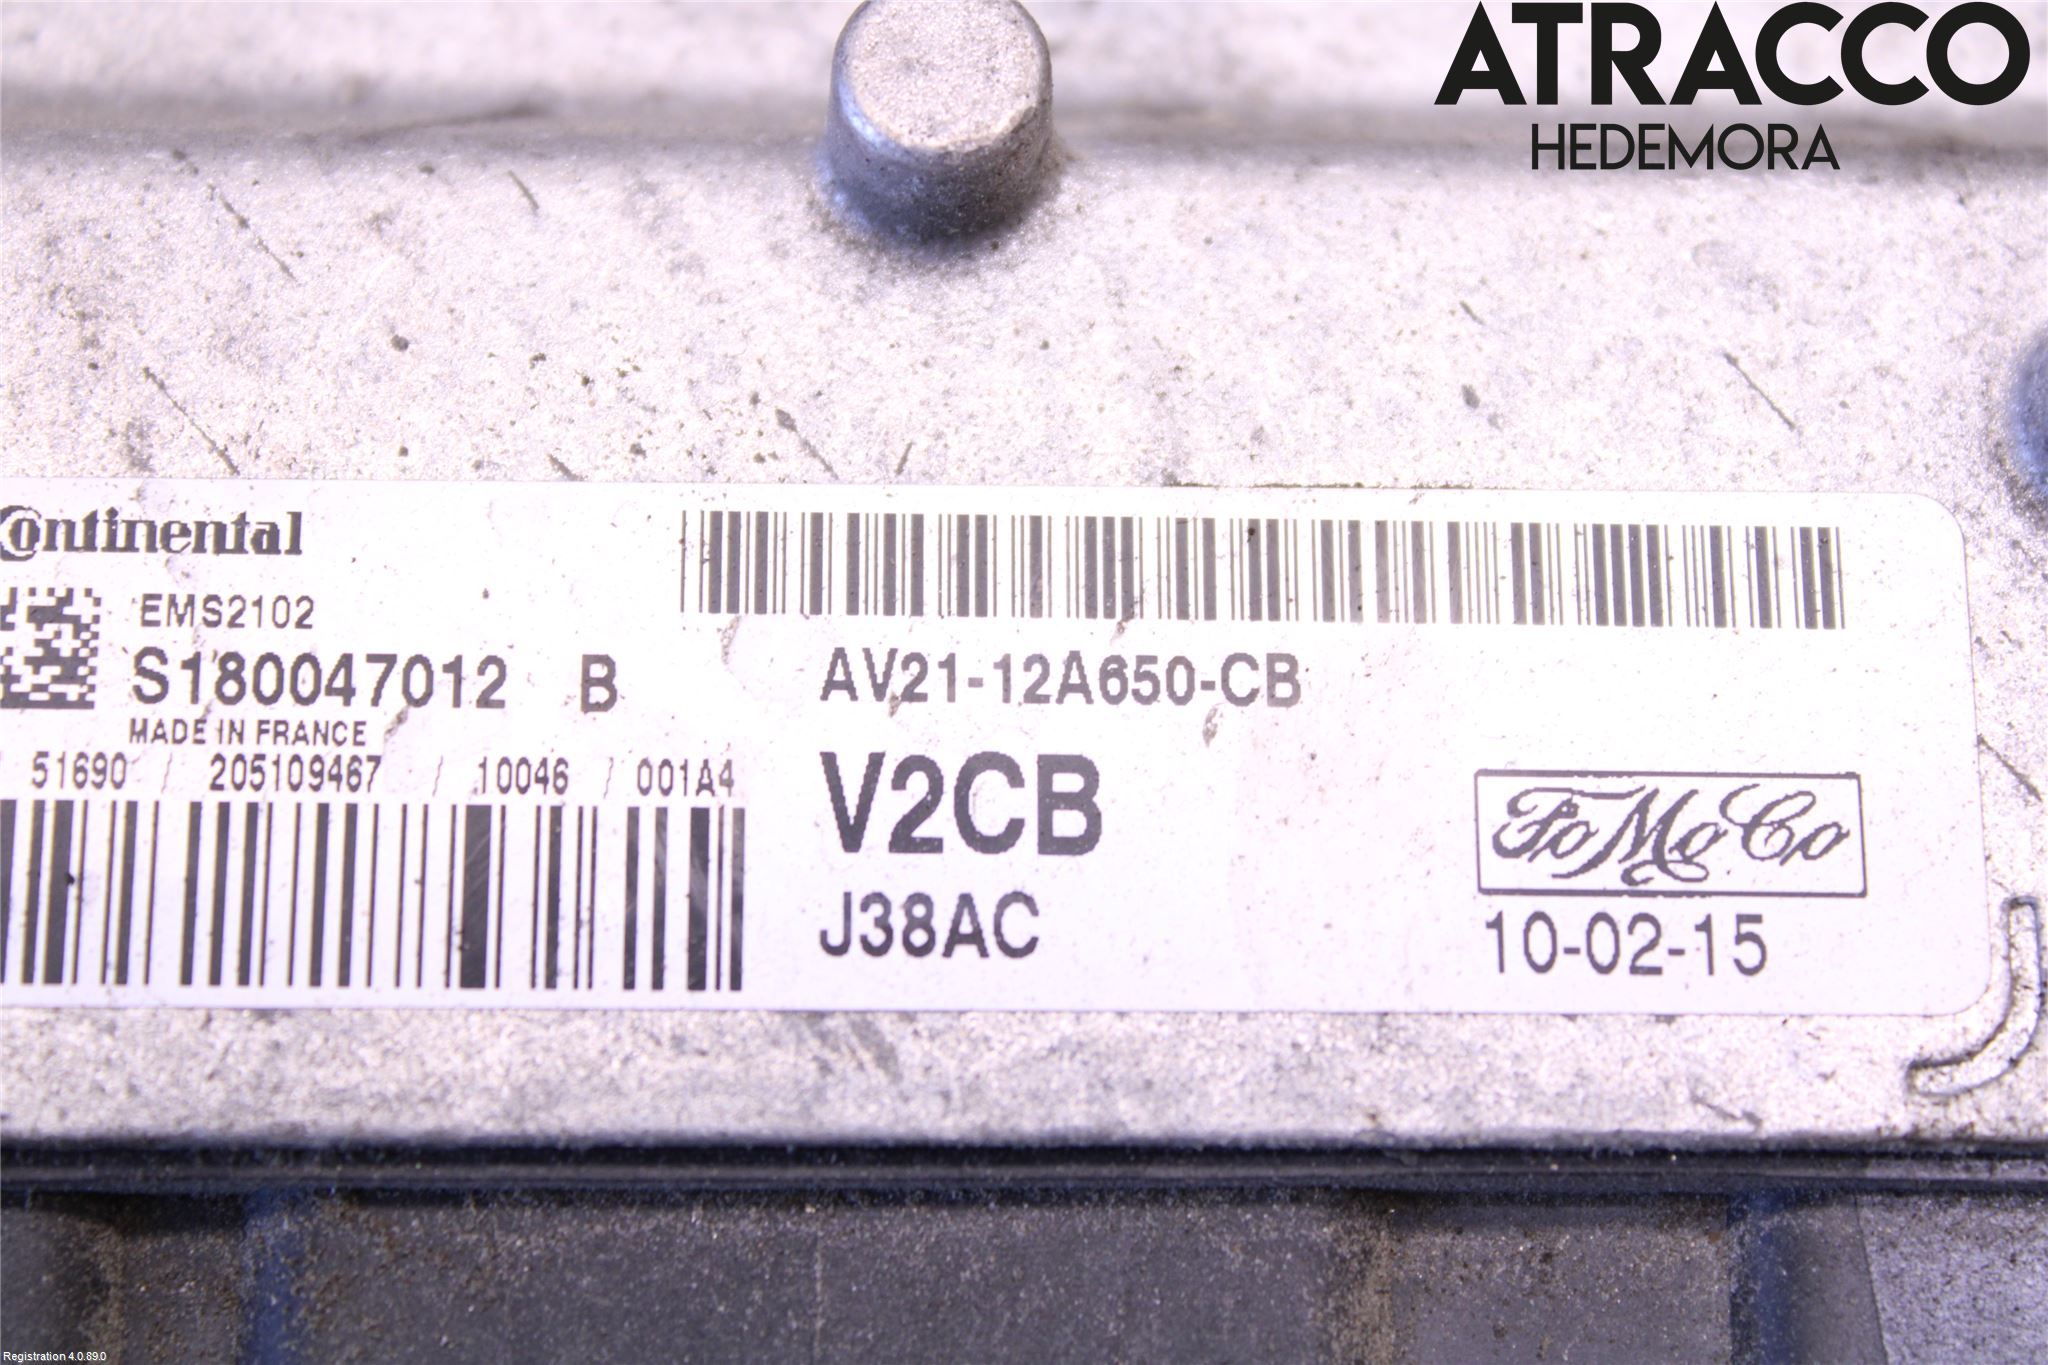 ATRACCO
HEDEMORA
Continental
EMS2102
S180047012 B
MADE IN FRANCE
51690 / 205109467 / 10046 / 001A4
AV21-12A650-CB
V2CB
J38AC
FoMoCo
10-02-15
Registration 4.0.89.0